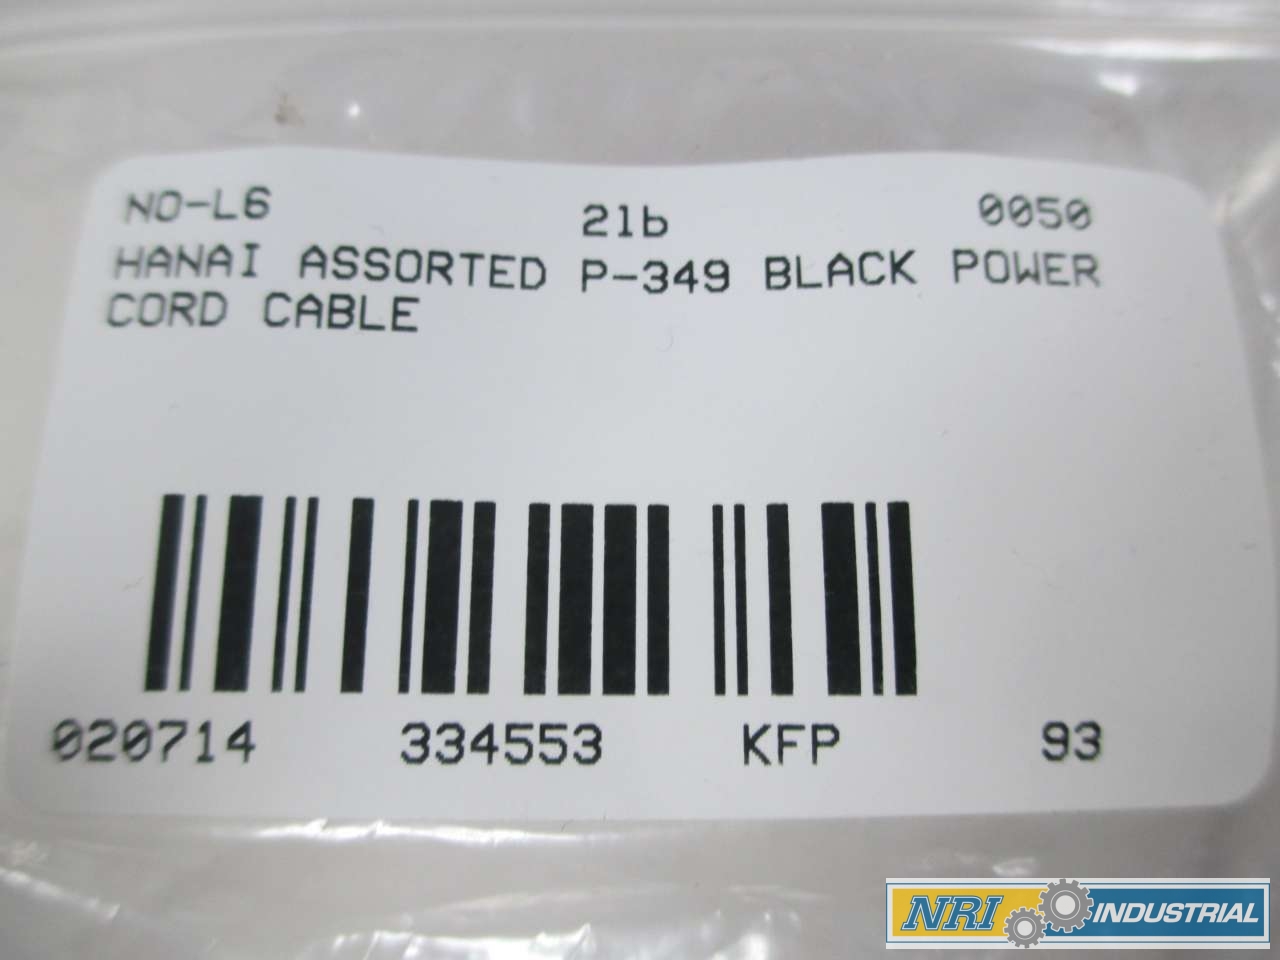 NO-L6 21b 0050
HANAI ASSORTED P-349 BLACK POWER
CORD CABLE
020714 334553 KFP 93
NRI INDUSTRIAL